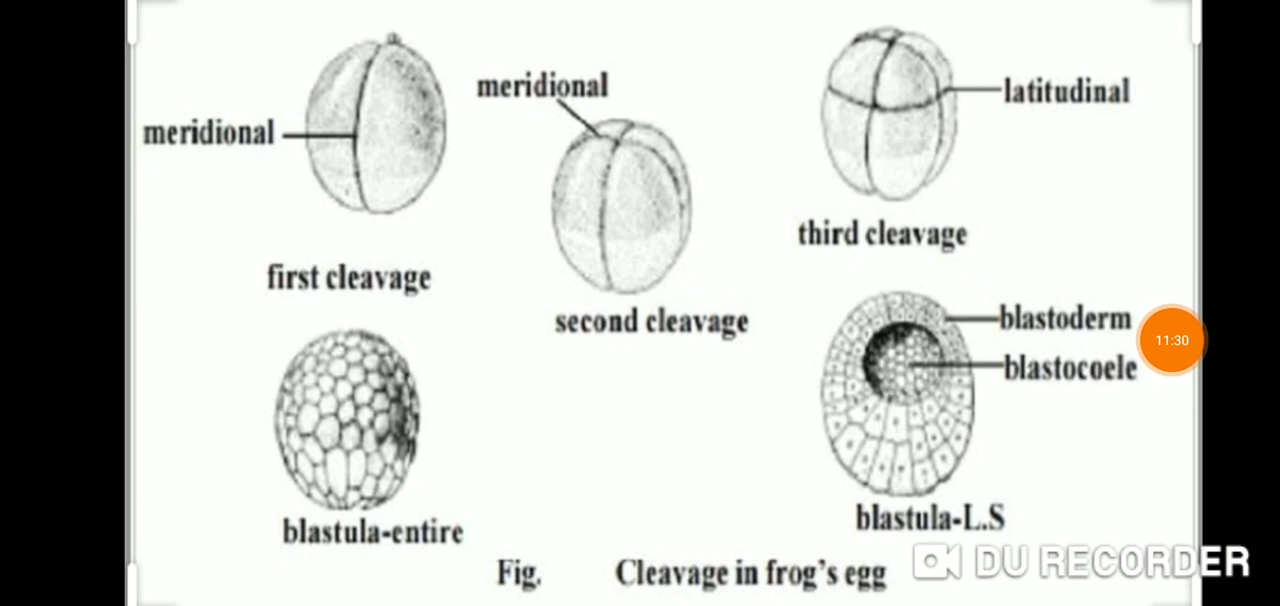 meridional
meridional
latitudinal
first cleavage
second cleavage
third cleavage
blastoderm
blastocoele
11:30
blastula-entire
blastula-L.S
Fig. Cleavage in frog's egg
DU RECORDER